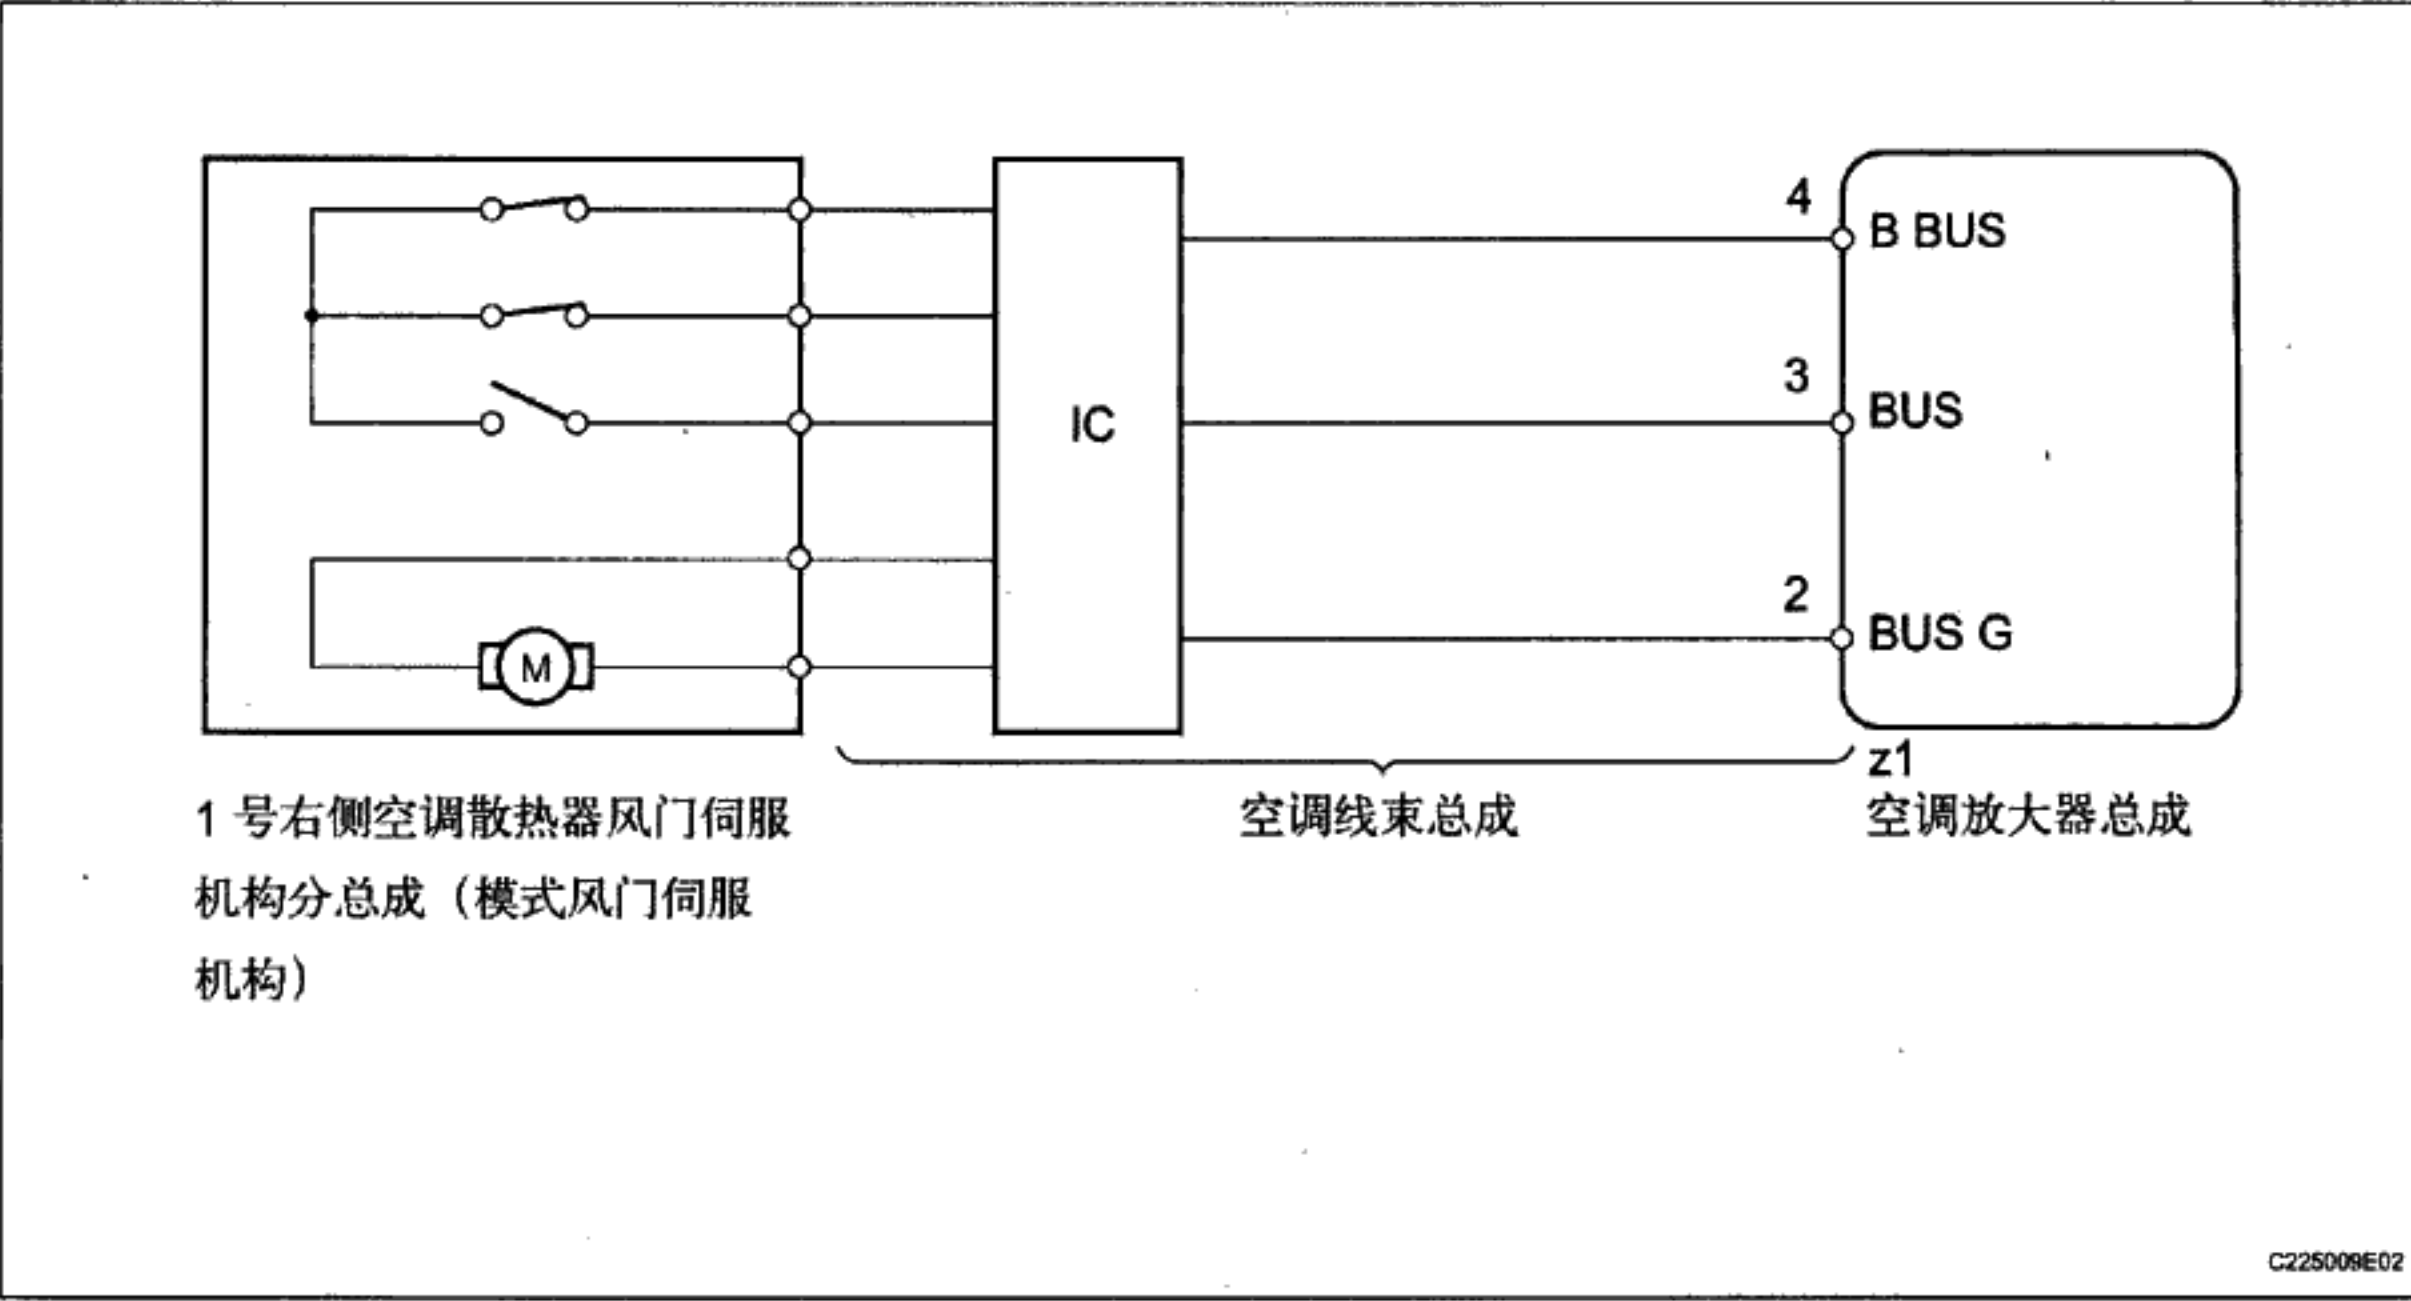 4
B BUS
3
BUS
IC
2
BUS G
M
z1
1 号右侧空调散热器风门伺服
机构分总成（模式风门伺服
机构）
空调线束总成
空调放大器总成
C225009E02